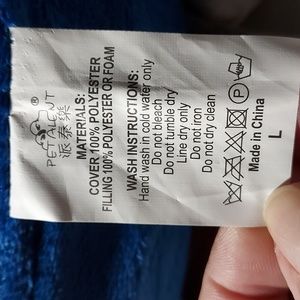 PETALENT®
派泰乐
MATERIALS:
COVER 100% POLYESTER
FILLING 100% POLYESTER OR FOAM
WASH INSTRUCTIONS:
Hand wash in cold water only
Do not bleach
Do not tumble dry
Line dry only
Do not iron
Do not dry clean
P
Made in China
L